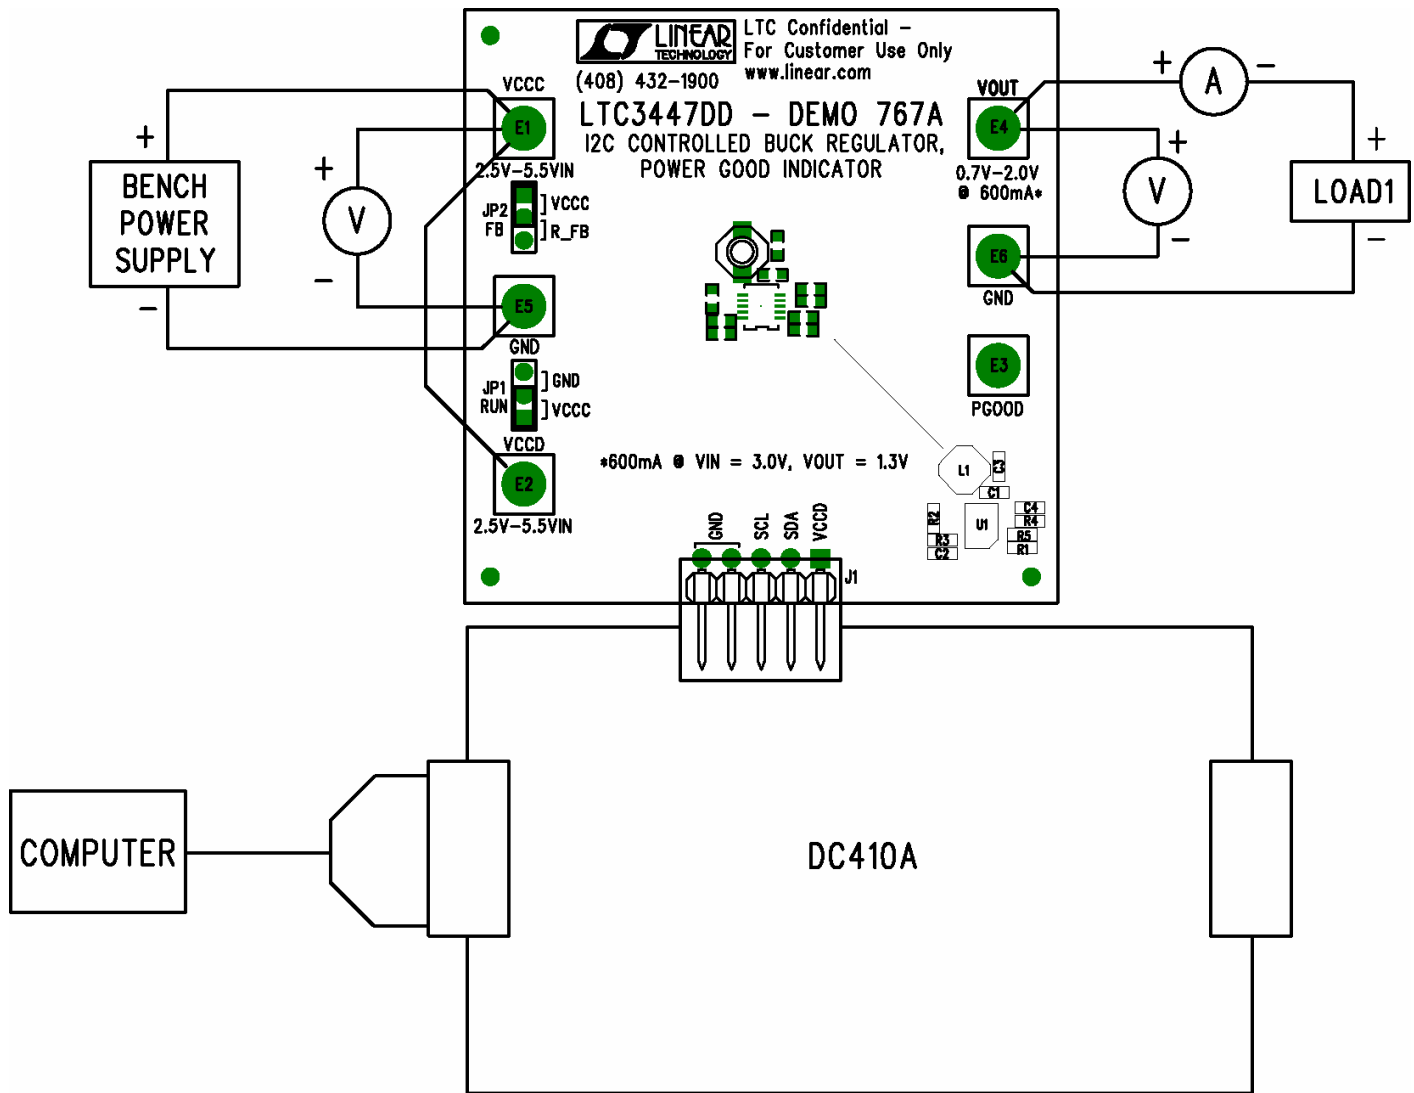 LINEAR
TECHNOLOGY
LTC Confidential –
For Customer Use Only
www.linear.com
(408) 432-1900
LTC3447DD - DEMO 767A
I2C CONTROLLED BUCK REGULATOR,
POWER GOOD INDICATOR
VCCC
E1
2.5V-5.5VIN
+
BENCH
POWER
SUPPLY
-
+
V
-
JP2
FB
VCCC
R_FB
E5
GND
JP1
RUN
GND
VCCC
VCCD
E2
2.5V-5.5VIN
VOUT
E4
0.7V-2.0V
@ 600mA*
+
A
-
+
V
-
+
LOAD1
-
E6
GND
E3
PGOOD
*600mA @ VIN = 3.0V, VOUT = 1.3V
L1
C3
C1
R2
U1
C4
R4
R3
R5
C2
R1
GND
SCL
SDA
VCCD
J1
COMPUTER
DC410A